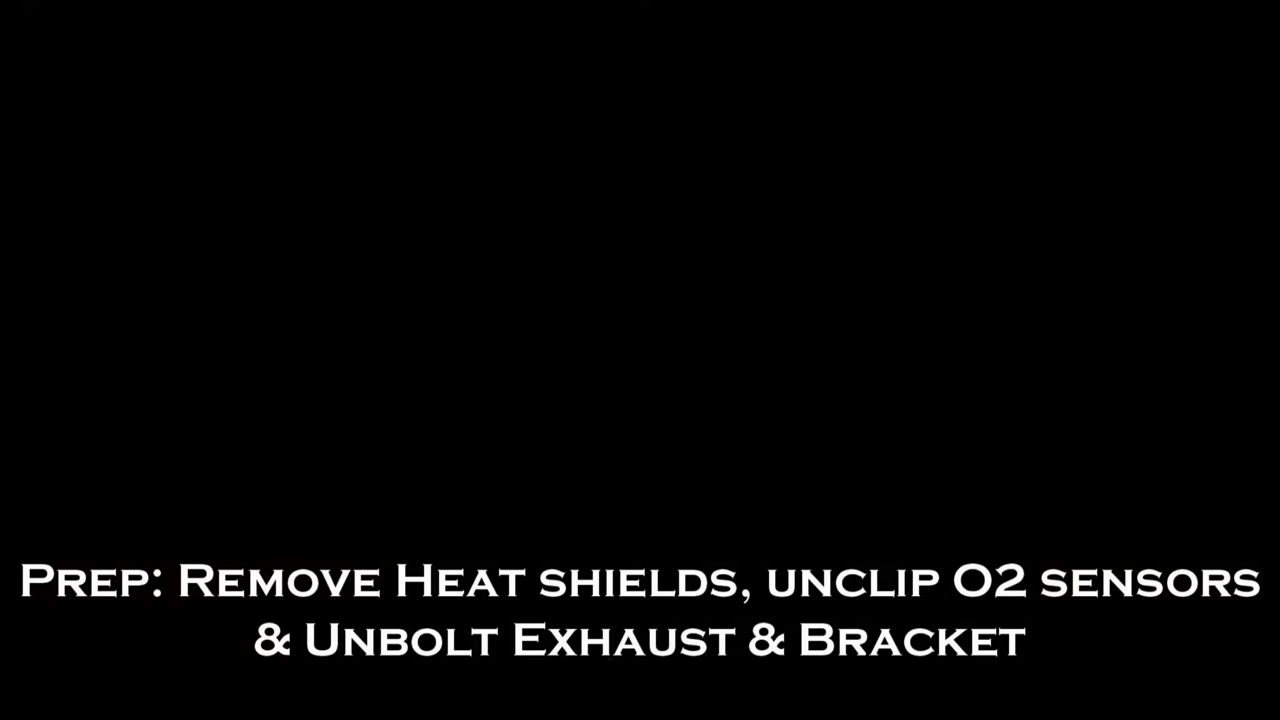 Prep: Remove Heat shields, unclip O2 sensors
& Unbolt Exhaust & Bracket